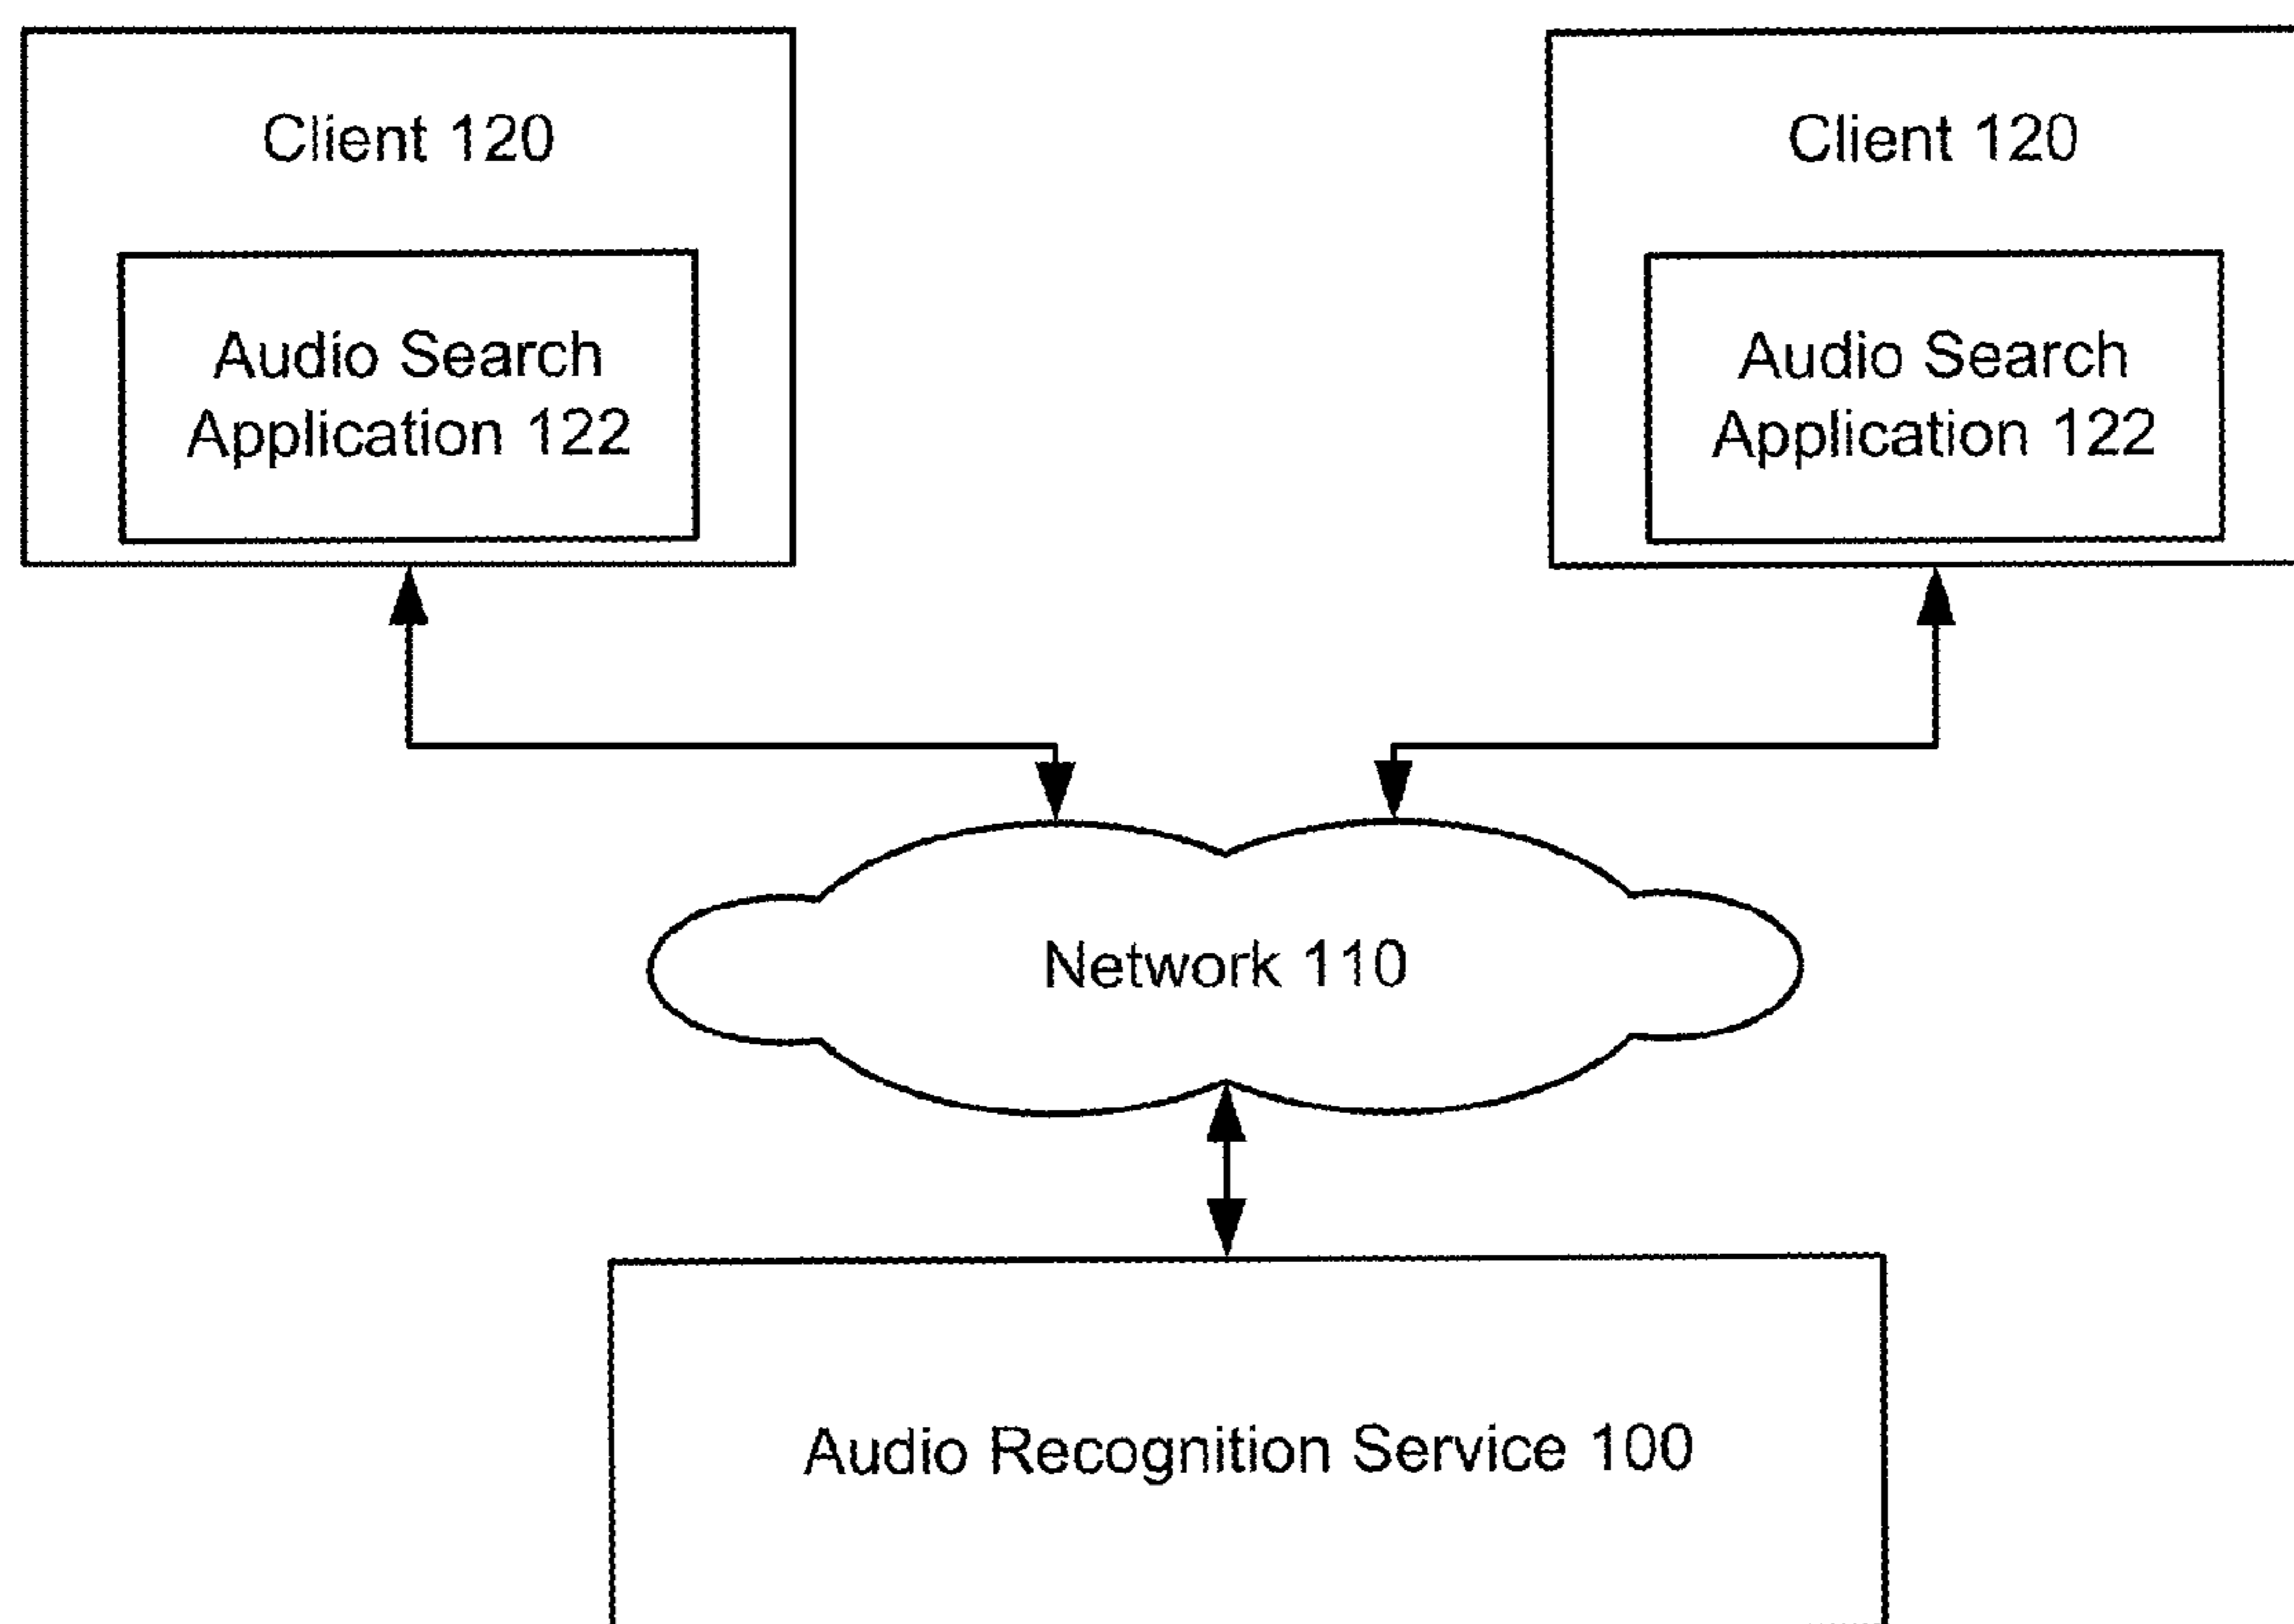 Client 120
Audio Search
Application 122
Client 120
Audio Search
Application 122
Network 110
Audio Recognition Service 100